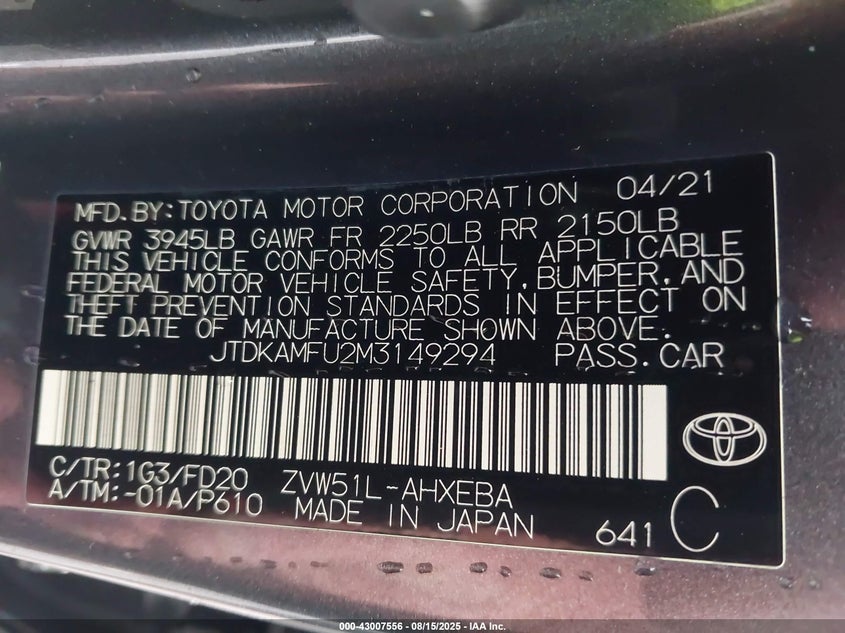 MFD.BY:TOYOTA MOTOR CORPORATION 04/21
GVWR 3945LB GAWR FR 2250LB RR 2150LB
THIS VEHICLE CONFORMS TO ALL APPLICABLE
FEDERAL MOTOR VEHICLE SAFETY,BUMPER,AND
THEFT PREVENTION STANDARDS IN EFFECT ON
THE DATE OF MANUFACTURE SHOWN ABOVE.
JTDKAMFU2M3149294 PASS.CAR
C/TR:1G3/FD20 ZVW51L-AHXEBA
A/TM:-01A/P610 MADE IN JAPAN 641 C
000-43007556 - 08/15/2025 - IAA Inc.